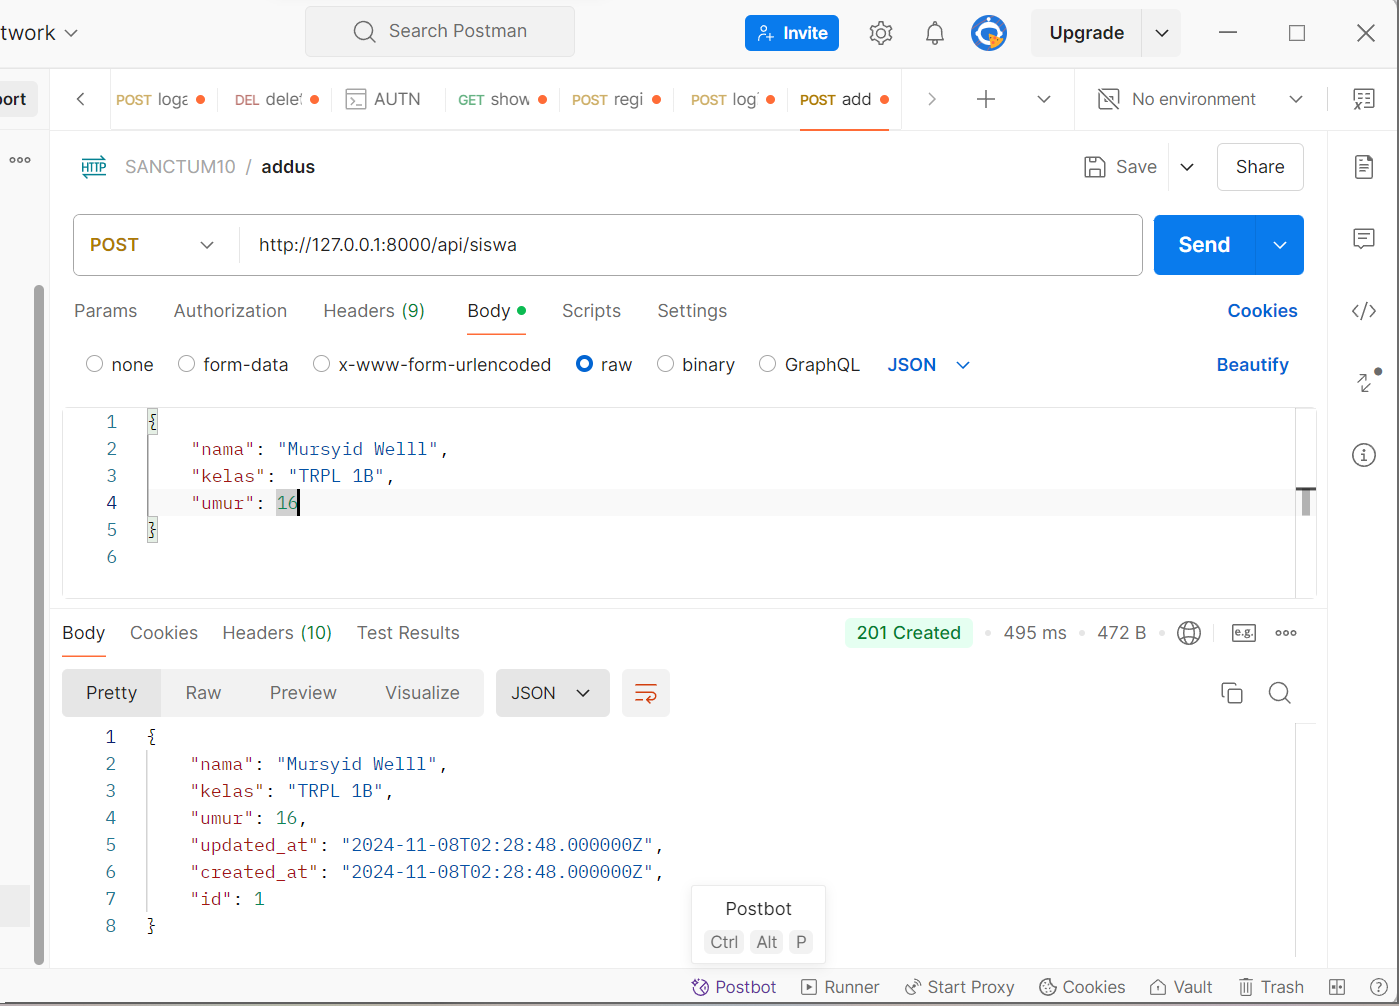 twork
Search Postman
Invite
Upgrade
ort
POST loga
DEL delet
AUTN
GET show
POST regi
POST log
POST add
No environment
HTTP SANCTUM10 / addus
Save
Share
POST
http://127.0.0.1:8000/api/siswa
Send
Params Authorization Headers (9) Body Scripts Settings Cookies
none form-data x-www-form-urlencoded raw binary GraphQL JSON Beautify
1 {
2 "nama": "Mursyid Welll",
3 "kelas": "TRPL 1B",
4 "umur": 16
5 }
6
Body Cookies Headers (10) Test Results 201 Created 495 ms 472 B e.g.
Pretty Raw Preview Visualize JSON
1 {
2 "nama": "Mursyid Welll",
3 "kelas": "TRPL 1B",
4 "umur": 16,
5 "updated_at": "2024-11-08T02:28:48.000000Z",
6 "created_at": "2024-11-08T02:28:48.000000Z",
7 "id": 1
8 }
Postbot
Ctrl Alt P
Postbot Runner Start Proxy Cookies Vault Trash